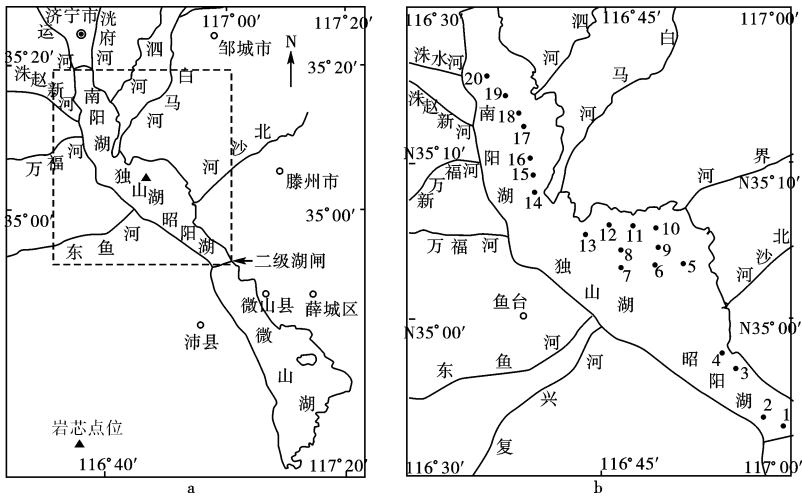 济宁市
117°00′
运河
洸府河
泗河
邹城市
N
35°20′
35°20′
洙赵新河
南阳湖
白马河
万福河
独山湖
沙河
北
滕州市
35°00′
35°00′
昭阳湖
东鱼河
二级湖闸
微山县
薛城区
沛县
微山湖
岩芯点位
116°40′
117°20′
a
116°30′
116°45′
117°00′
泗河
白马河
洙水河
洙赵新河
20
19
18
17
16
15
14
南阳湖
N35°10′
N35°10′
界河
新万福河
万福河
13
12
11
10
9
8
7
6
5
北沙河
独山湖
鱼台
N35°00′
N35°00′
东鱼河
复兴河
昭阳湖
4
3
2
1
116°30′
116°45′
117°00′
b